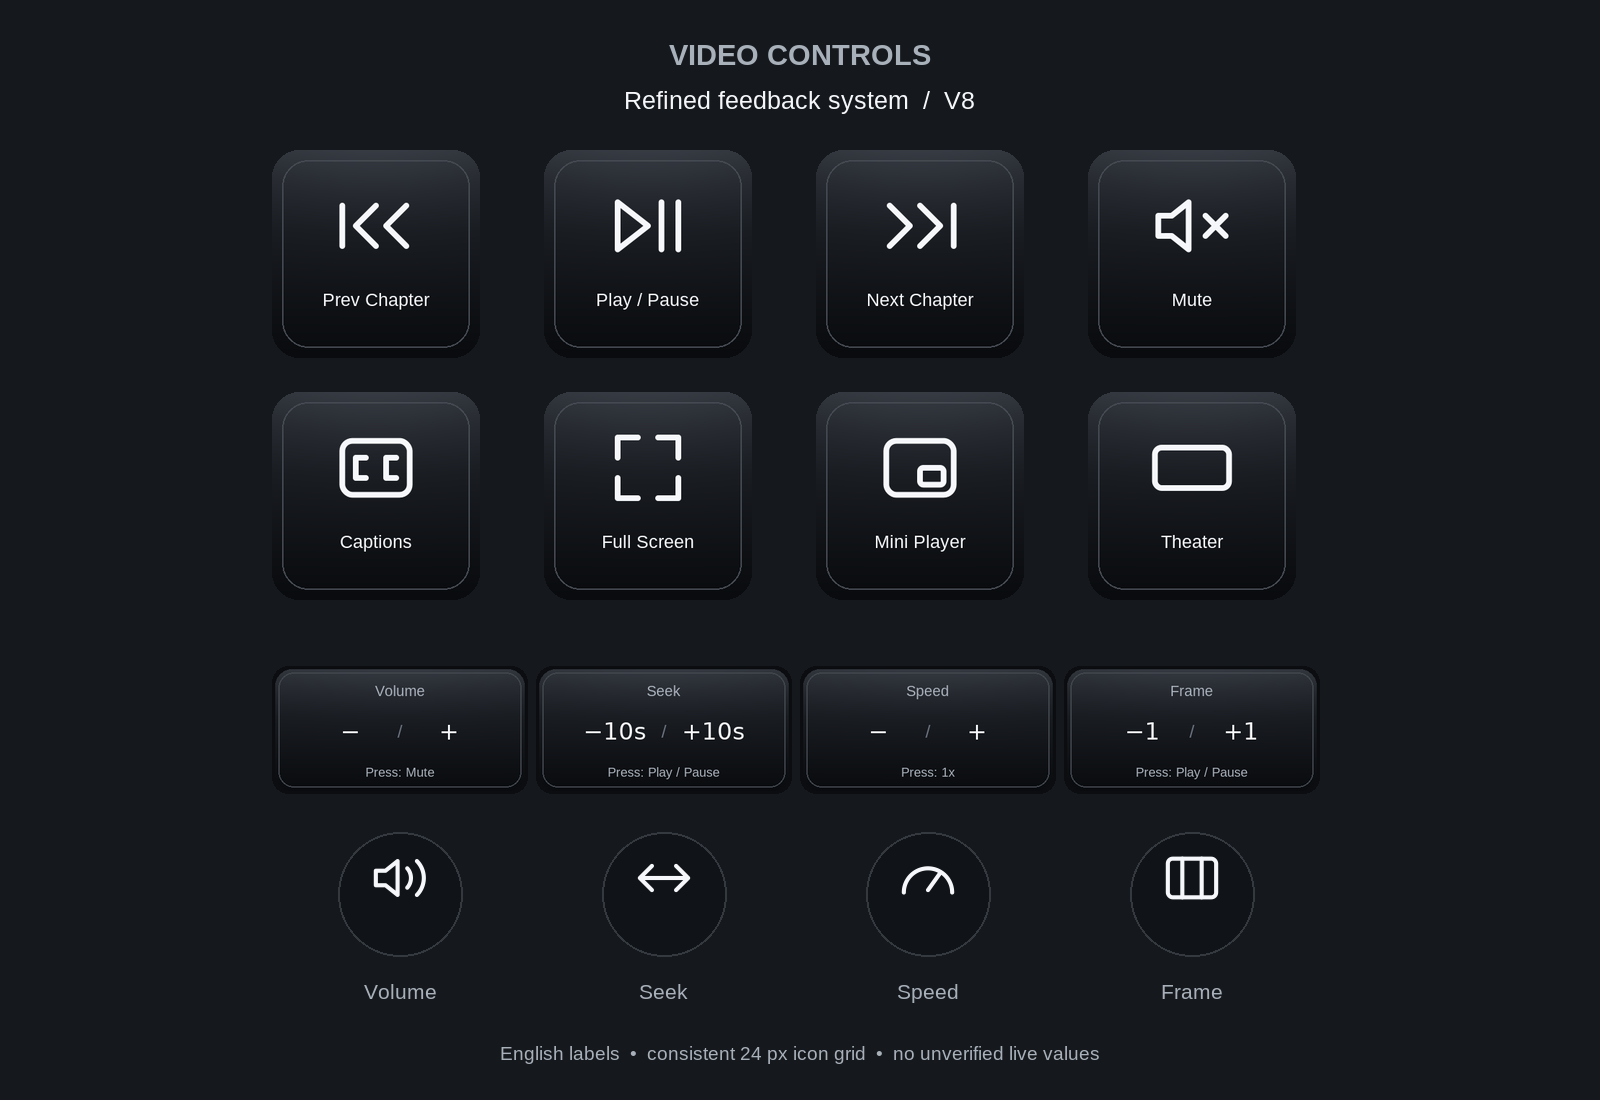 VIDEO CONTROLS
Refined feedback system / V8
Prev Chapter
Play / Pause
Next Chapter
Mute
Captions
Full Screen
Mini Player
Theater
Volume
− / +
Press: Mute
Seek
−10s / +10s
Press: Play / Pause
Speed
− / +
Press: 1x
Frame
−1 / +1
Press: Play / Pause
Volume
Seek
Speed
Frame
English labels • consistent 24 px icon grid • no unverified live values